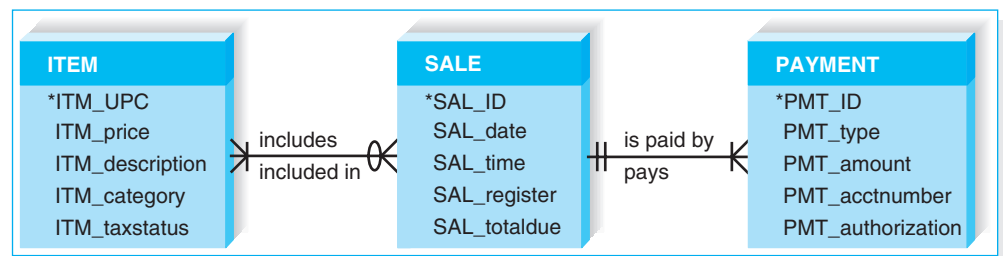 ITEM
*ITM_UPC
ITM_price
ITM_description
ITM_category
ITM_taxstatus
includes
included in
SALE
*SAL_ID
SAL_date
SAL_time
SAL_register
SAL_totaldue
is paid by
pays
PAYMENT
*PMT_ID
PMT_type
PMT_amount
PMT_acctnumber
PMT_authorization